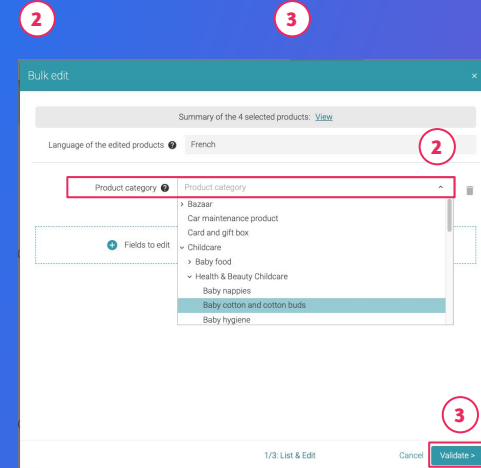 2
3
Bulk edit ×
Summary of the 4 selected products: View
Language of the edited products ? French
2
Product category ? Product category
> Bazaar
Car maintenance product
Card and gift box
Fields to edit
Childcare
> Baby food
Health & Beauty Childcare
Baby nappies
Baby cotton and cotton buds
Baby hygiene
3
1/3: List & Edit Cancel Validate >